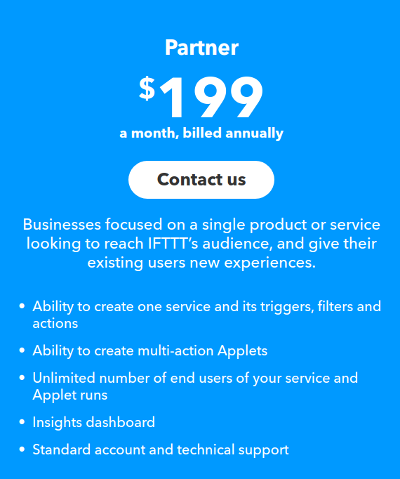 Partner
$199
a month, billed annually
Contact us
Businesses focused on a single product or service
looking to reach IFTTT's audience, and give their
existing users new experiences.
• Ability to create one service and its triggers, filters and
actions
• Ability to create multi-action Applets
• Unlimited number of end users of your service and
Applet runs
• Insights dashboard
• Standard account and technical support